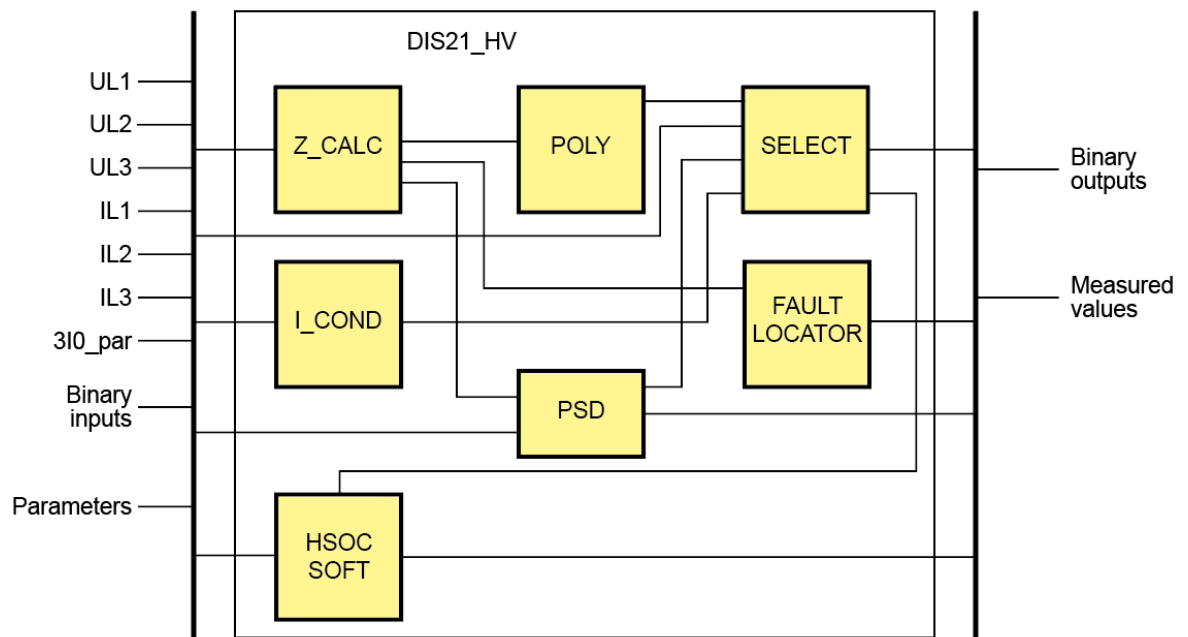 DIS21_HV
UL1
UL2
UL3
IL1
IL2
IL3
3I0_par
Binary
inputs
Parameters
Z_CALC
POLY
SELECT
I_COND
FAULT
LOCATOR
PSD
HSOC
SOFT
Binary
outputs
Measured
values